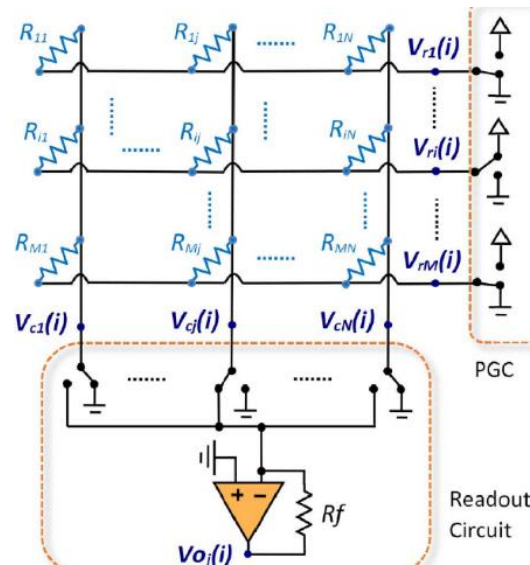 R11 R1j R1N Vr1(i)
Ri1 Rij RiN Vri(i)
RM1 RMj RMN VrM(i)
Vc1(i) Vcj(i) VcN(i)
PGC
+ −
Rf
Readout
Circuit
Voj(i)